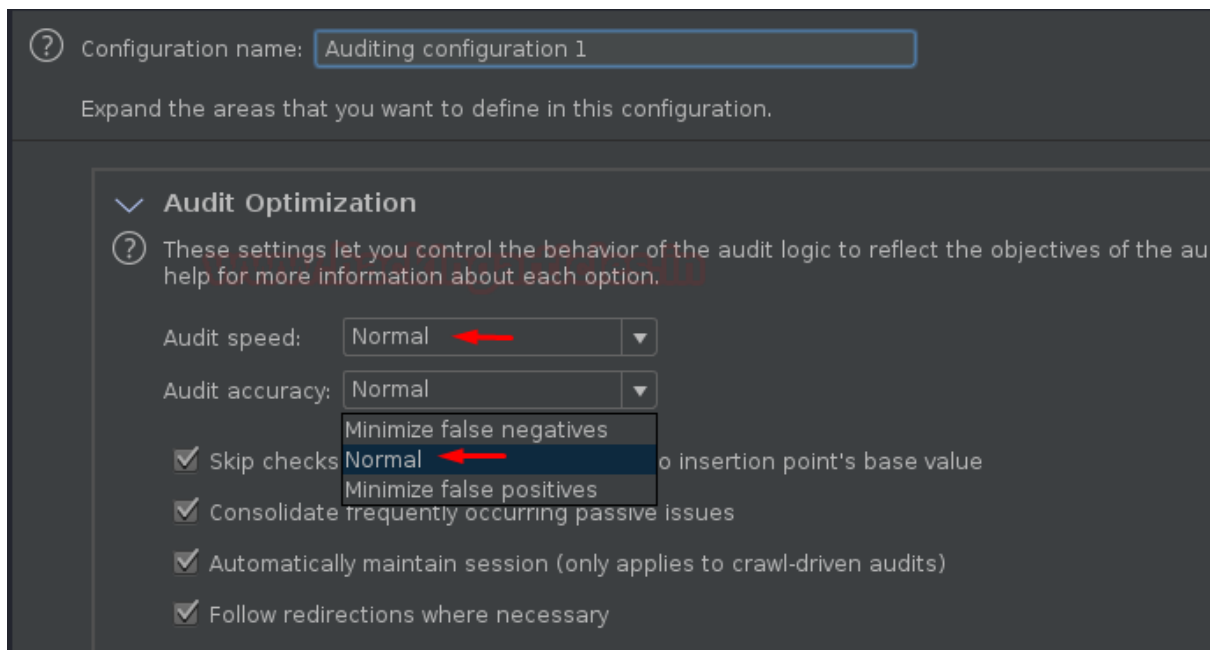 Configuration name: Auditing configuration 1
Expand the areas that you want to define in this configuration.
Audit Optimization
These settings let you control the behavior of the audit logic to reflect the objectives of the au
help for more information about each option.
Audit speed: Normal
Audit accuracy: Normal
Minimize false negatives
Normal
Minimize false positives
Skip checks o insertion point's base value
Consolidate frequently occurring passive issues
Automatically maintain session (only applies to crawl-driven audits)
Follow redirections where necessary